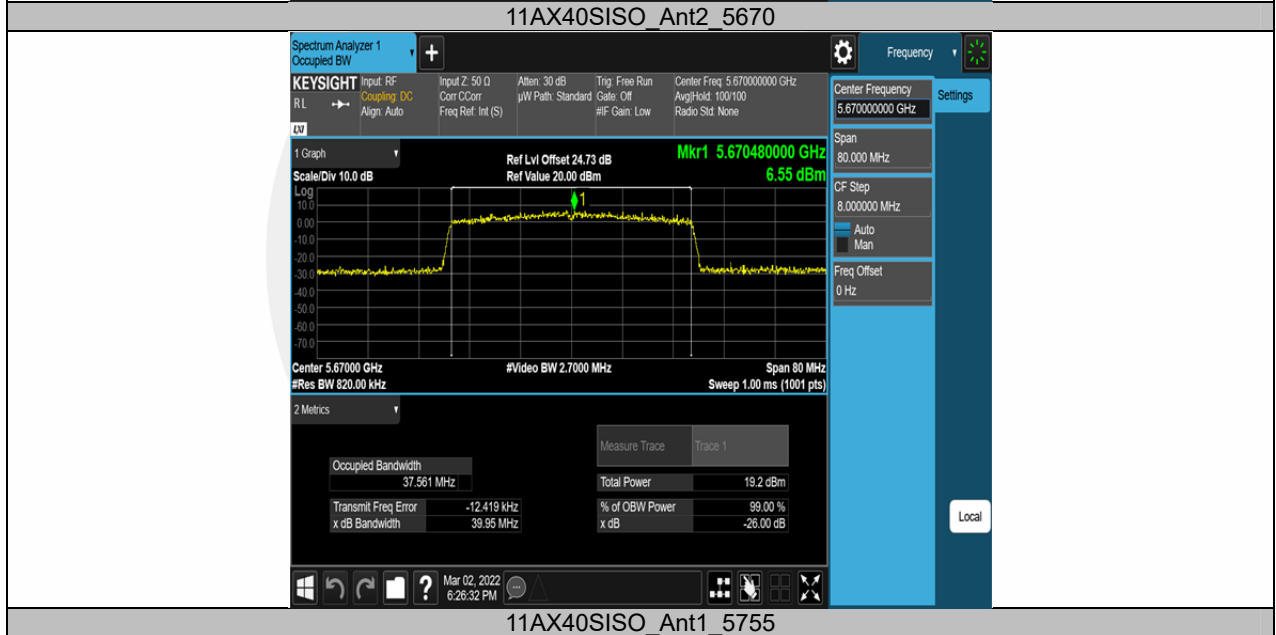 11AX40SISO_Ant2_5670
Spectrum Analyzer 1
Occupied BW
+
Frequency
KEYSIGHT
Input: RF
Input Z: 50 Ω
Atten: 30 dB
Trig: Free Run
Center Freq: 5.670000000 GHz
RL
Coupling: DC
Corr CCorr
µW Path: Standard
Gate: Off
Avg|Hold: 100/100
Align: Auto
Freq Ref: Int (S)
#IF Gain: Low
Radio Std: None
LXI
Center Frequency
5.670000000 GHz
Settings
Span
80.000 MHz
CF Step
8.000000 MHz
Auto
Man
Freq Offset
0 Hz
1 Graph
Ref Lvl Offset 24.73 dB
Mkr1 5.670480000 GHz
Scale/Div 10.0 dB
Ref Value 20.00 dBm
6.55 dBm
Log
1
10.0
0.00
-10.0
-20.0
-30.0
-40.0
-50.0
-60.0
-70.0
Center 5.67000 GHz
#Video BW 2.7000 MHz
Span 80 MHz
#Res BW 820.00 kHz
Sweep 1.00 ms (1001 pts)
2 Metrics
Measure Trace
Trace 1
Occupied Bandwidth
37.561 MHz
Total Power
19.2 dBm
Transmit Freq Error
-12.419 kHz
% of OBW Power
99.00 %
x dB Bandwidth
39.95 MHz
x dB
-26.00 dB
Local
?
Mar 02, 2022
6:26:32 PM
11AX40SISO_Ant1_5755